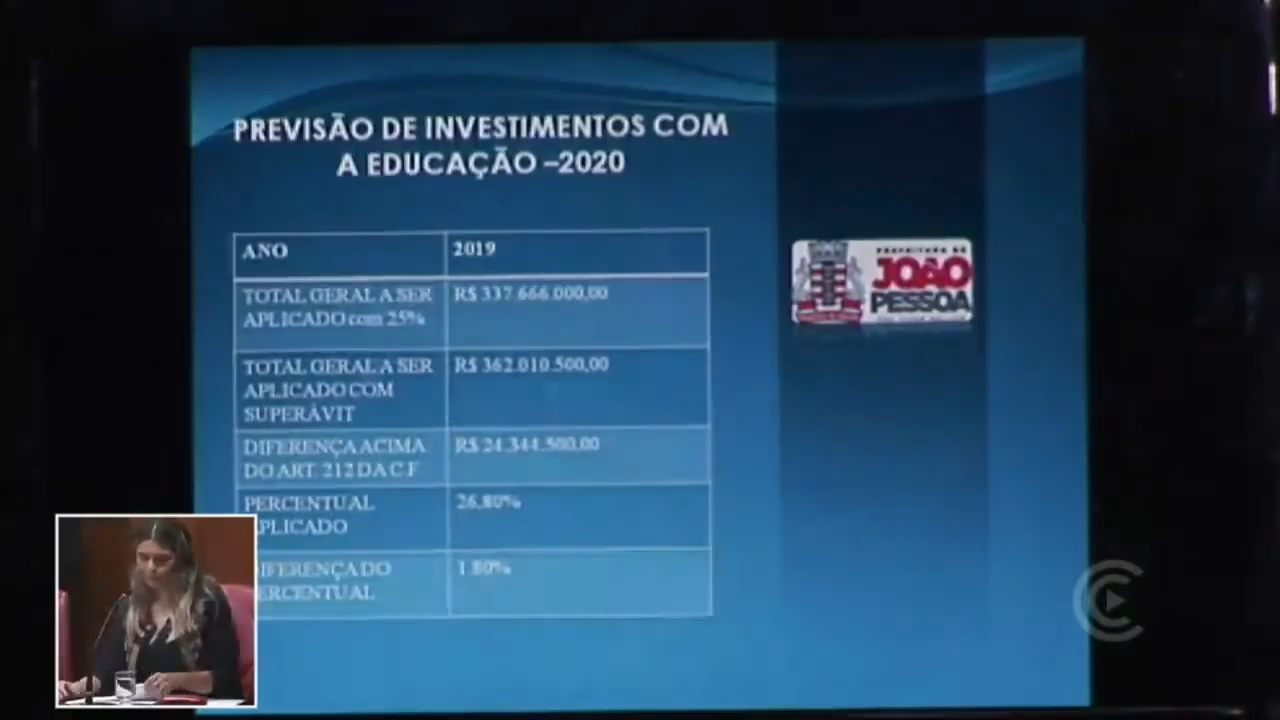 PREVISÃO DE INVESTIMENTOS COM
A EDUCAÇÃO –2020
ANO 2019
TOTAL GERAL A SER R$ 337.666.000,00
APLICADO com 25%
TOTAL GERAL A SER R$ 362.010.500,00
APLICADO COM
SUPERÁVIT
DIFERENÇA ACIMA R$ 24.344.500,00
DO ART. 212 DA C.F
PERCENTUAL 26,80%
APLICADO
DIFERENÇA DO 1.80%
PERCENTUAL
PREFEITURA DE
JOÃO
PESSOA